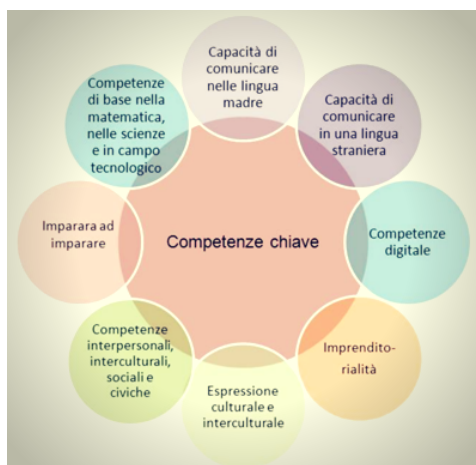 Capacità di
comunicare
nelle lingua
madre
Capacità di
comunicare
in una lingua
straniera
Competenze
digitale
Imprendito-
rialità
Espressione
culturale e
interculturale
Competenze
interpersonali,
interculturali,
sociali e
civiche
Imparara ad
imparare
Competenze
di base nella
matematica,
nelle scienze
e in campo
tecnologico
Competenze chiave